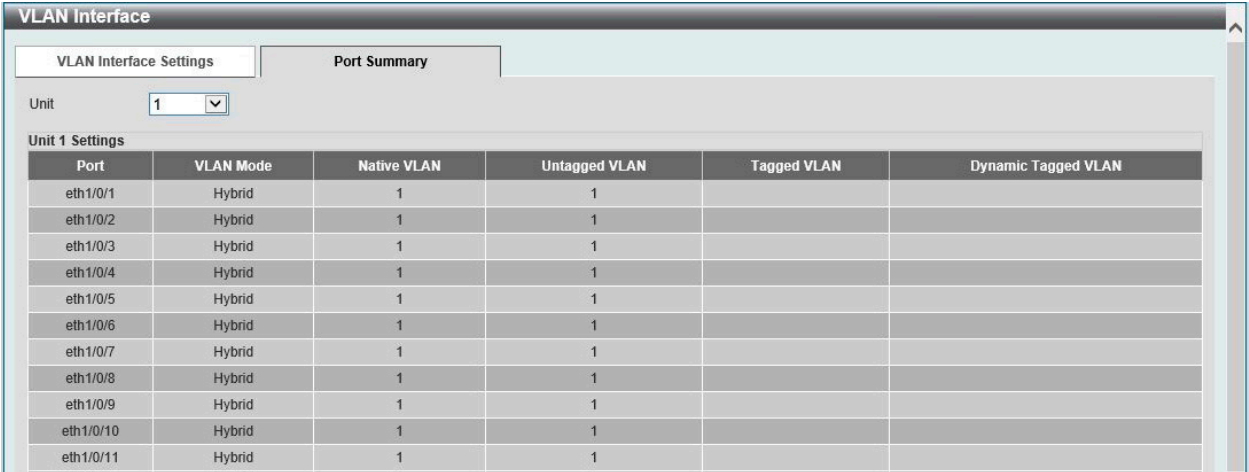 VLAN Interface
VLAN Interface Settings Port Summary
Unit 1
Unit 1 Settings
Port VLAN Mode Native VLAN Untagged VLAN Tagged VLAN Dynamic Tagged VLAN
eth1/0/1 Hybrid 1 1
eth1/0/2 Hybrid 1 1
eth1/0/3 Hybrid 1 1
eth1/0/4 Hybrid 1 1
eth1/0/5 Hybrid 1 1
eth1/0/6 Hybrid 1 1
eth1/0/7 Hybrid 1 1
eth1/0/8 Hybrid 1 1
eth1/0/9 Hybrid 1 1
eth1/0/10 Hybrid 1 1
eth1/0/11 Hybrid 1 1